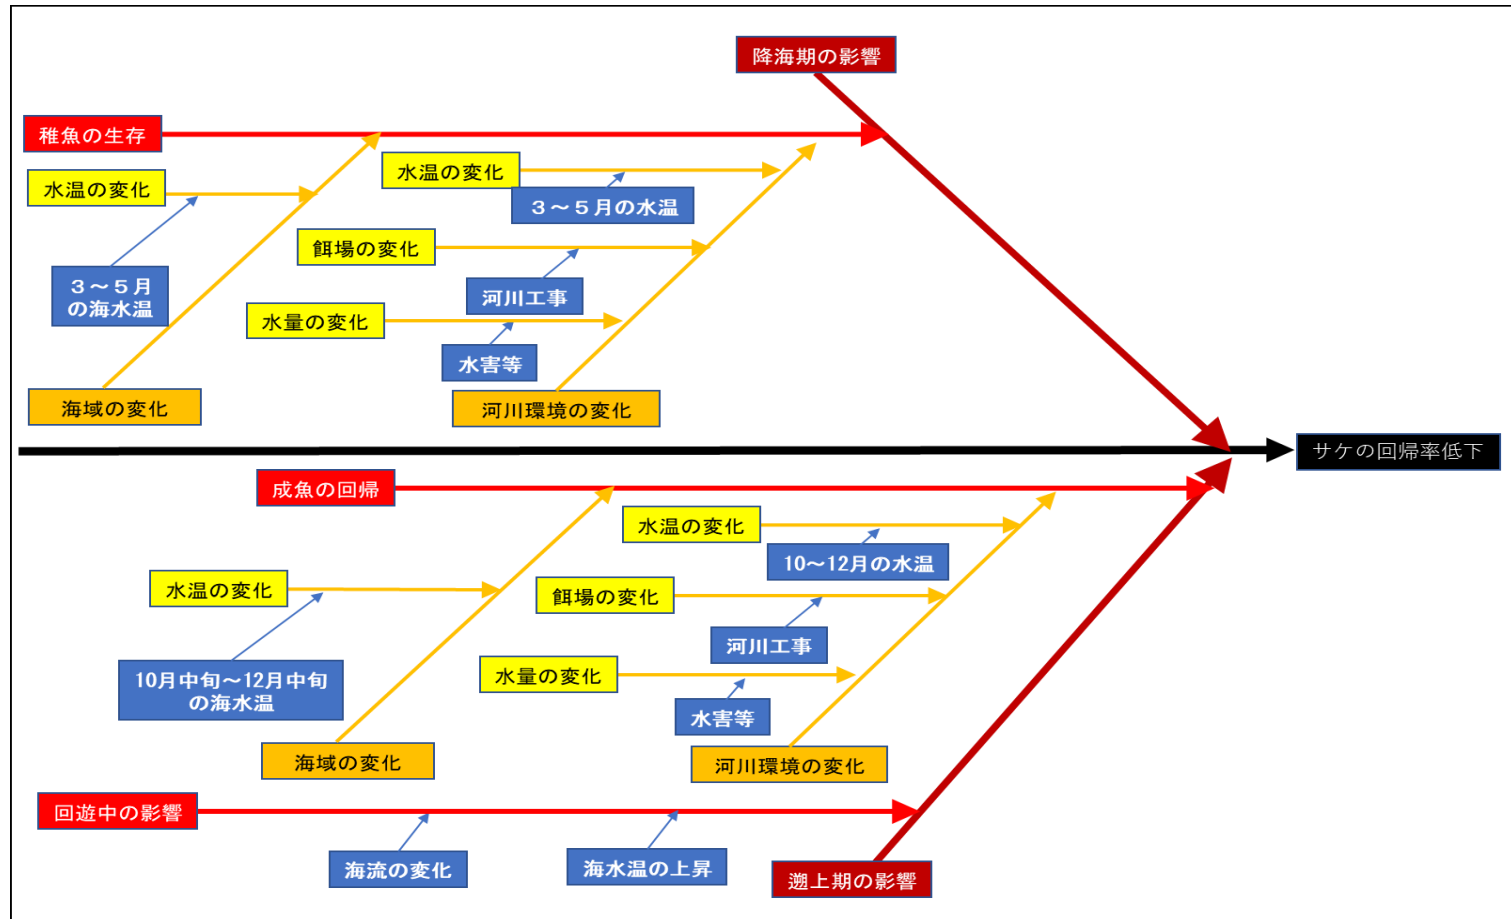 降海期の影響
稚魚の生存
水温の変化
水温の変化
３～５月の水温
餌場の変化
３～５月
の海水温
河川工事
水量の変化
水害等
海域の変化
河川環境の変化
サケの回帰率低下
成魚の回帰
水温の変化
10～12月の水温
水温の変化
餌場の変化
河川工事
10月中旬～12月中旬
の海水温
水量の変化
水害等
海域の変化
河川環境の変化
回遊中の影響
海流の変化
海水温の上昇
遡上期の影響